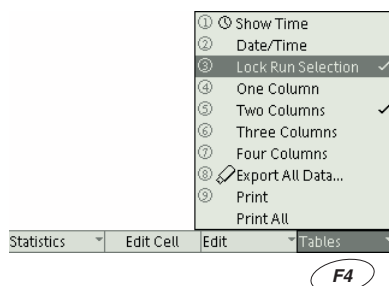 ① Show Time
② Date/Time
③ Lock Run Selection ✓
④ One Column
⑤ Two Columns ✓
⑥ Three Columns
⑦ Four Columns
⑧ Export All Data...
⑨ Print
Print All
Statistics Edit Cell Edit Tables
F4